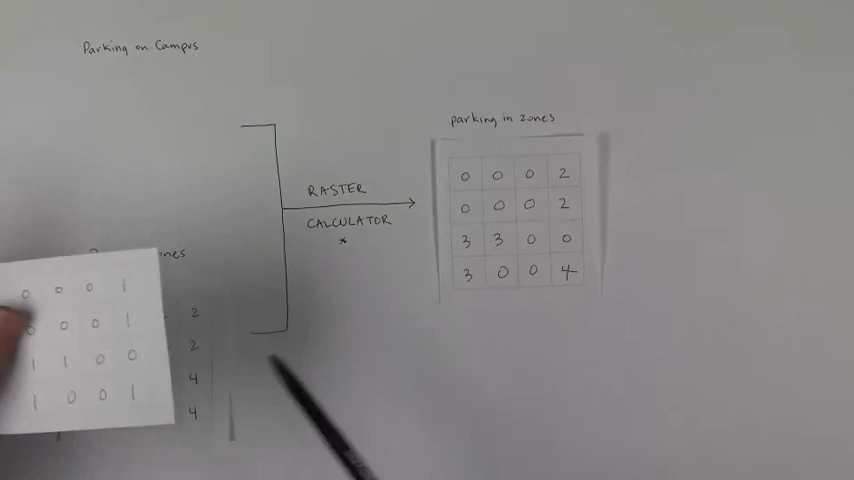 Parking on Campus
parking in zones
0 0 0 2
0 0 0 2
3 3 0 0
3 0 0 4
RASTER
CALCULATOR
*
0 0 0 1
0 0 0 1
1 1 0 0
1 0 0 1
2
2
4
4